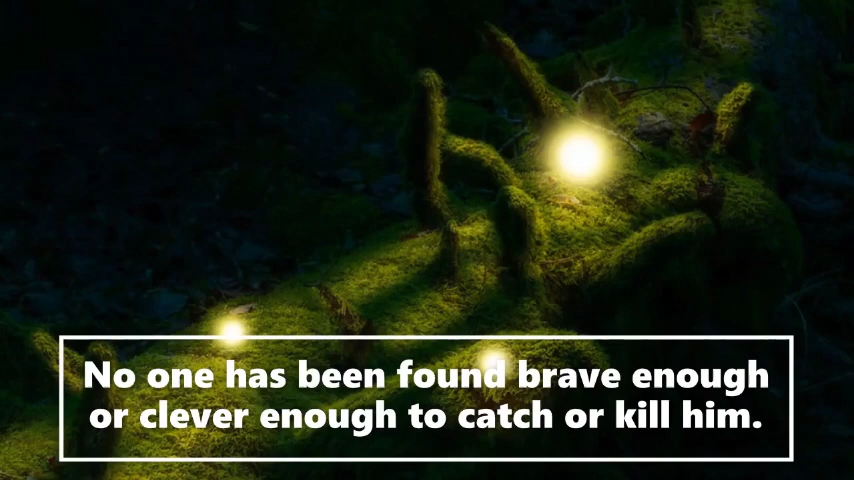 No one has been found brave enough
or clever enough to catch or kill him.